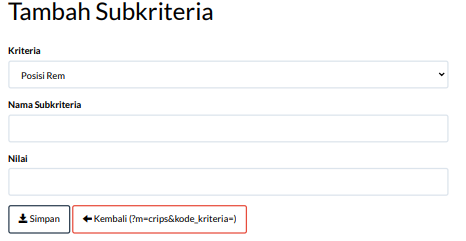 Tambah Subkriteria
Kriteria
Posisi Rem
Nama Subkriteria
Nilai
Simpan
Kembali (?m=crips&kode_kriteria=)